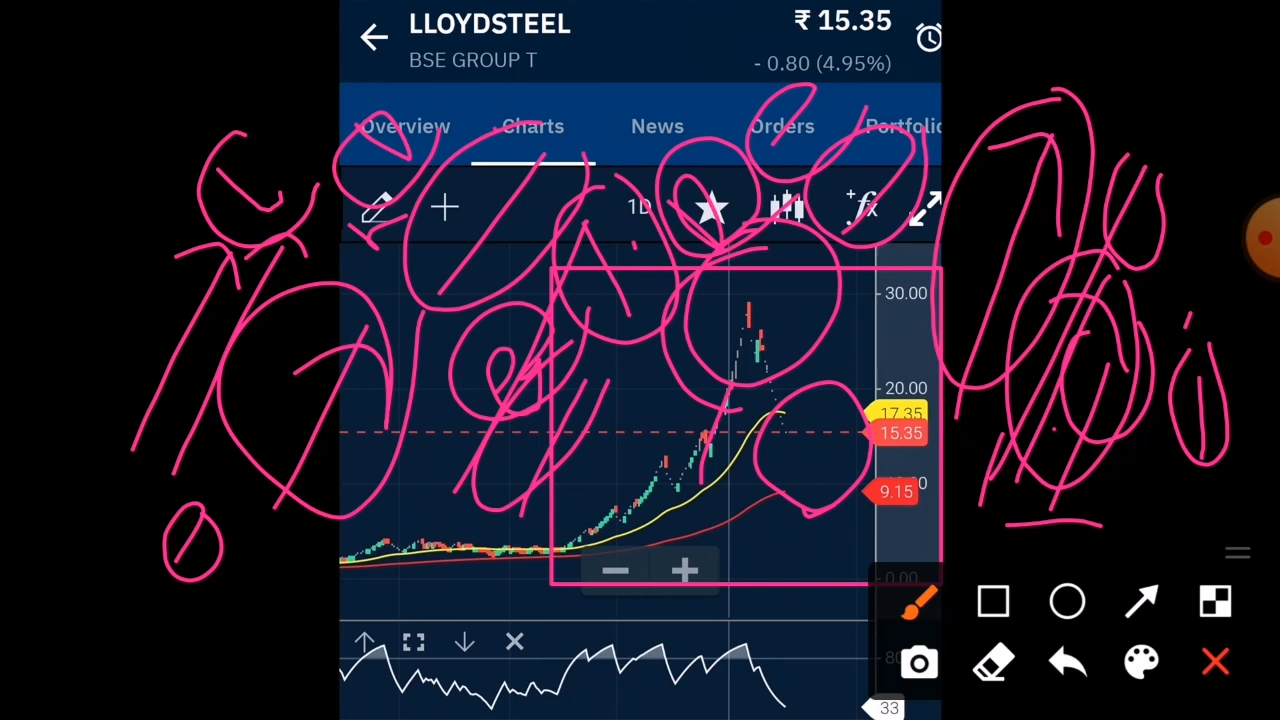 LLOYDSTEEL
₹ 15.35
BSE GROUP T
- 0.80 (4.95%)
Overview Charts News Orders Portfolio
1D
30.00
20.00
17.35
15.35
9.15
0.00
80
33